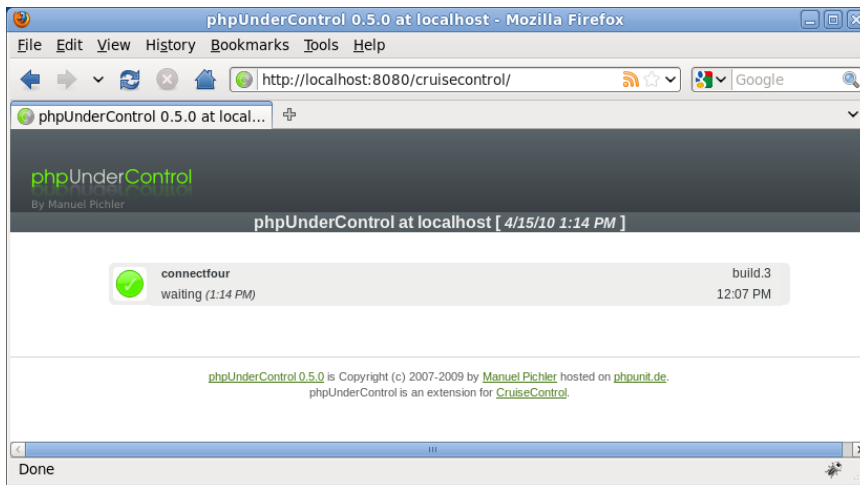 phpUnderControl 0.5.0 at localhost - Mozilla Firefox
File Edit View History Bookmarks Tools Help
http://localhost:8080/cruisecontrol/ Google
phpUnderControl 0.5.0 at local...
phpUnderControl
By Manuel Pichler
phpUnderControl at localhost [ 4/15/10 1:14 PM ]
connectfour build.3
waiting (1:14 PM) 12:07 PM
phpUnderControl 0.5.0 is Copyright (c) 2007-2009 by Manuel Pichler hosted on phpunit.de.
phpUnderControl is an extension for CruiseControl.
Done